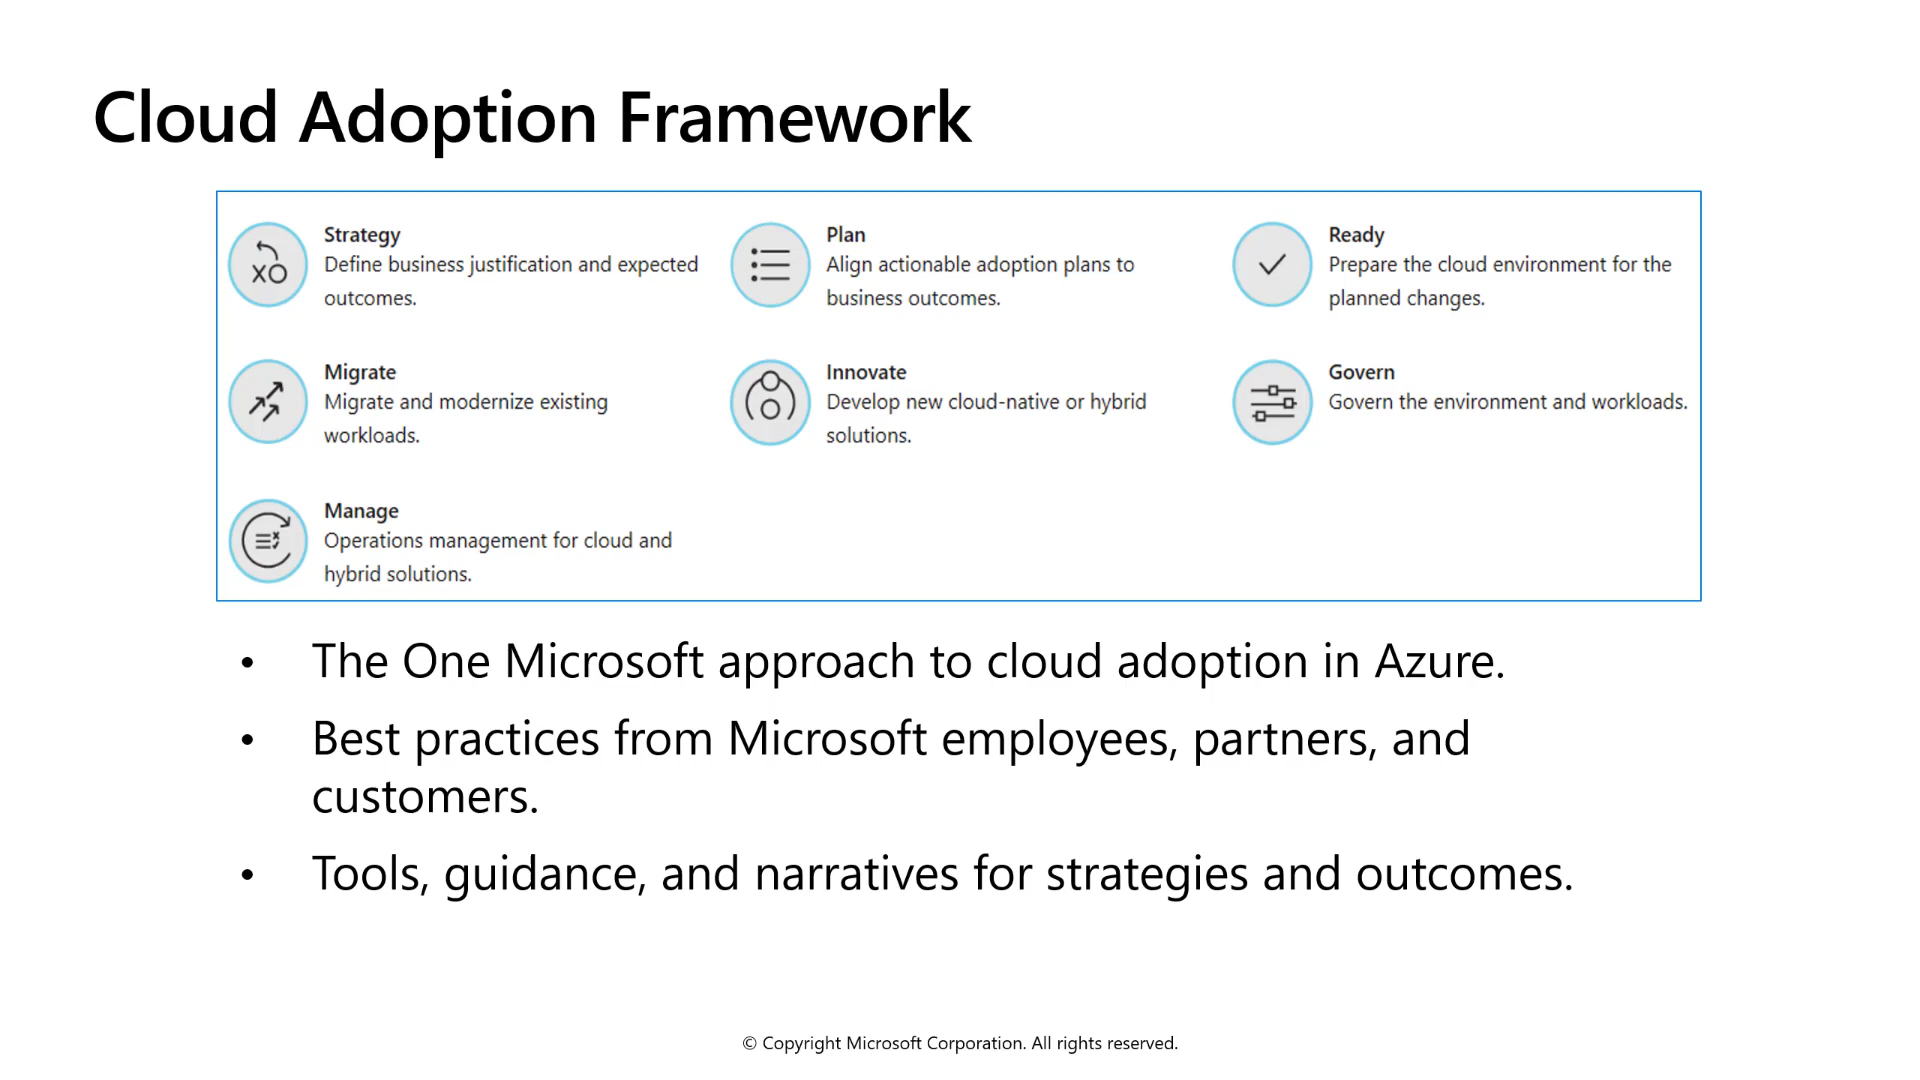 Cloud Adoption Framework
Strategy
Define business justification and expected
outcomes.
Plan
Align actionable adoption plans to
business outcomes.
Ready
Prepare the cloud environment for the
planned changes.
Migrate
Migrate and modernize existing
workloads.
Innovate
Develop new cloud-native or hybrid
solutions.
Govern
Govern the environment and workloads.
Manage
Operations management for cloud and
hybrid solutions.
• The One Microsoft approach to cloud adoption in Azure.
• Best practices from Microsoft employees, partners, and
customers.
• Tools, guidance, and narratives for strategies and outcomes.
© Copyright Microsoft Corporation. All rights reserved.